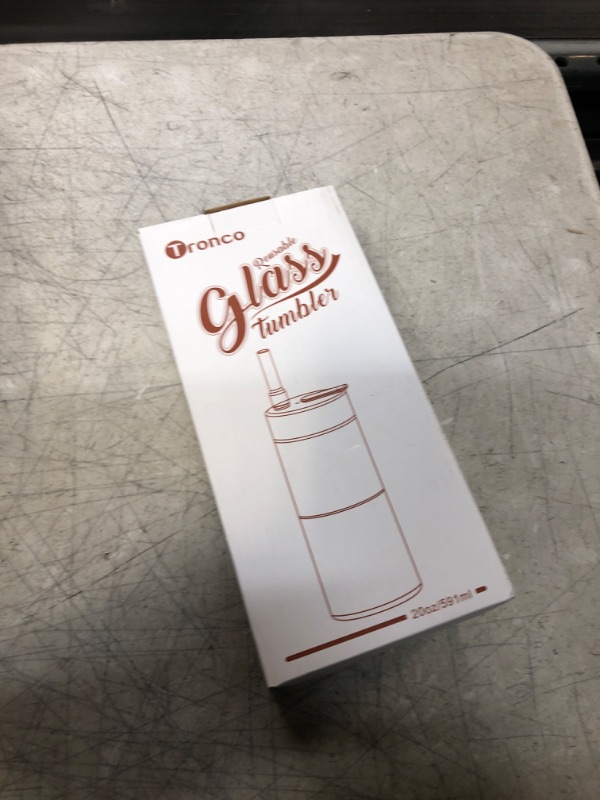 Tronco
Reusable
Glass
tumbler
20oz/591ml